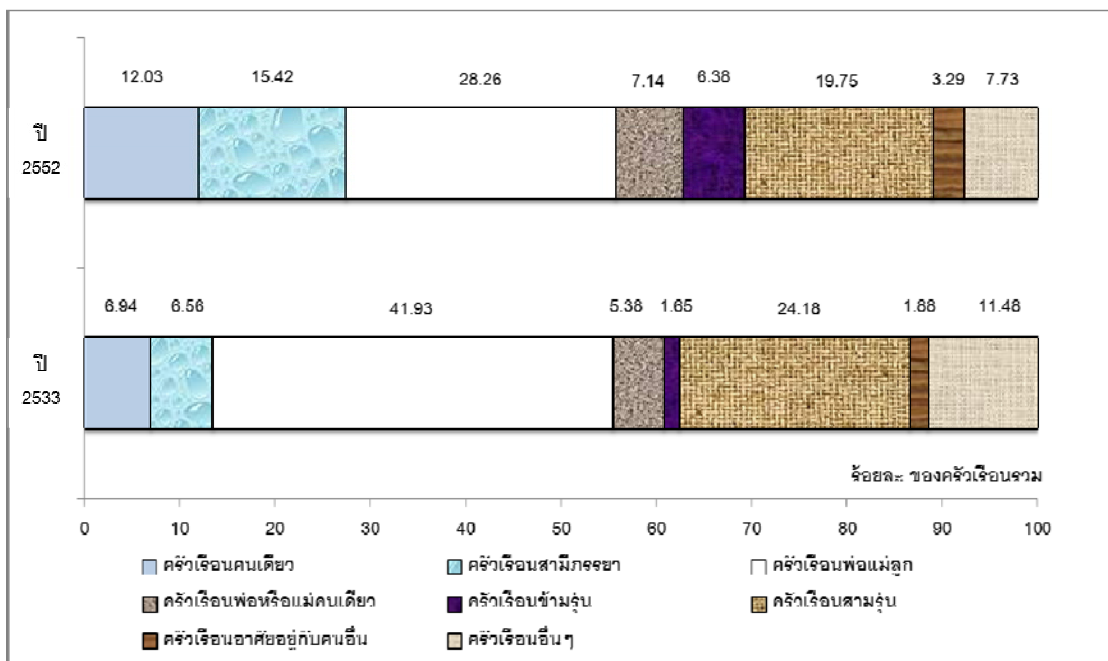 12.03 15.42 28.26 7.14 6.38 19.75 3.29 7.73
ปี
2552
6.94 6.56 41.93 5.38 1.65 24.18 1.88 11.48
ปี
2533
ร้อยละ ของครัวเรือนรวม
0 10 20 30 40 50 60 70 80 90 100
ครัวเรือนคนเดียว ครัวเรือนสามีภรรยา ครัวเรือนพ่อแม่ลูก
ครัวเรือนพ่อหรือแม่คนเดียว ครัวเรือนข้ามรุ่น ครัวเรือนสามรุ่น
ครัวเรือนอาศัยอยู่กับคนอื่น ครัวเรือนอื่นๆ